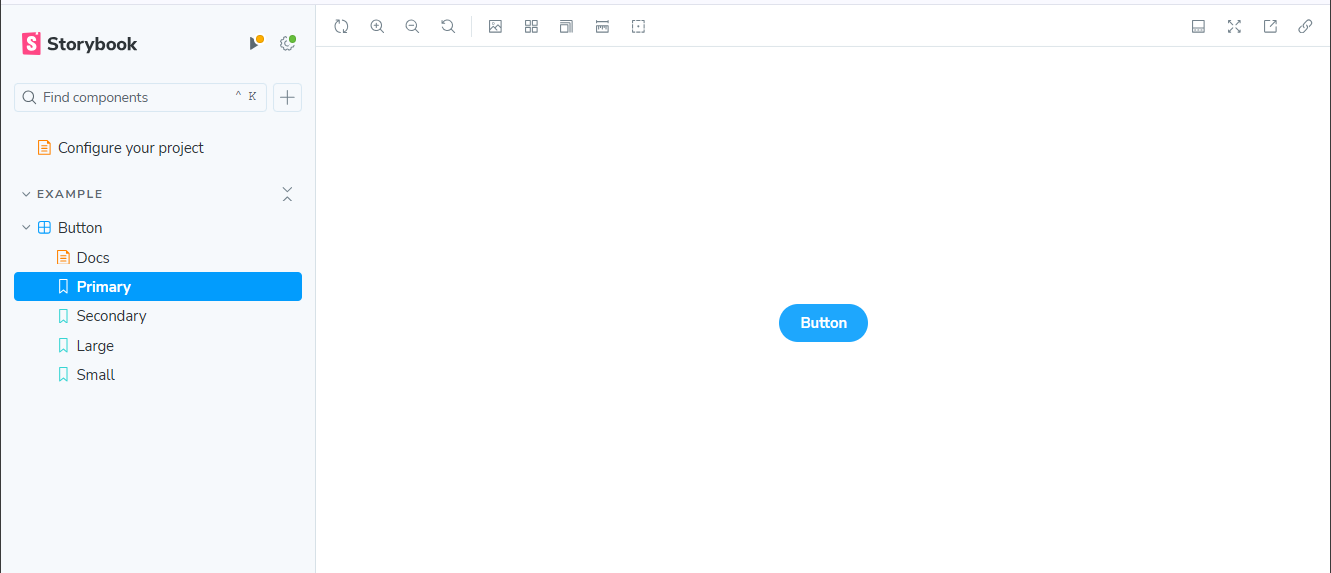 Storybook
Find components ^ K
Configure your project
EXAMPLE
Button
Docs
Primary
Secondary
Large
Small
Button